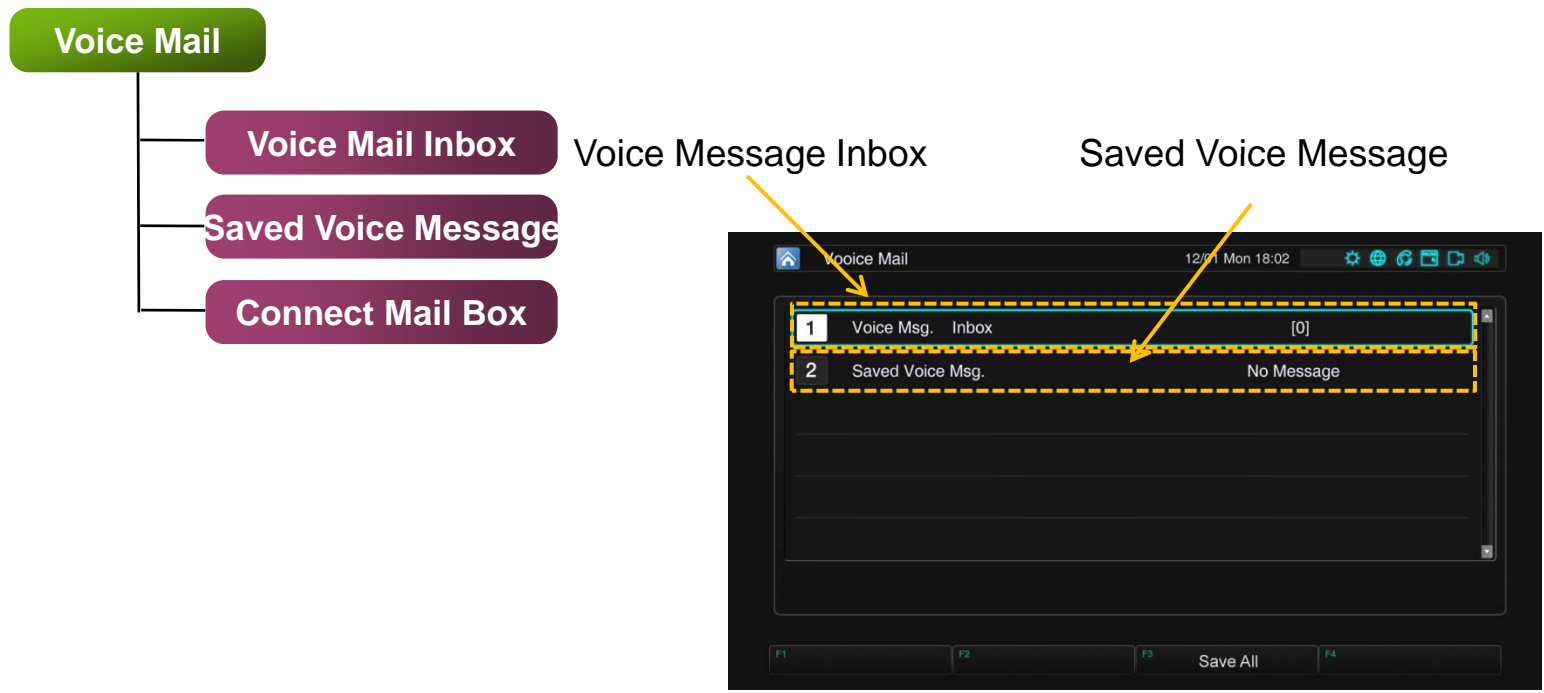 Voice Mail
Voice Mail Inbox
Saved Voice Message
Connect Mail Box
Voice Message Inbox
Saved Voice Message
Vooice Mail
12/01 Mon 18:02
1 Voice Msg. Inbox [0]
2 Saved Voice Msg. No Message
F1 F2 F3 Save All F4